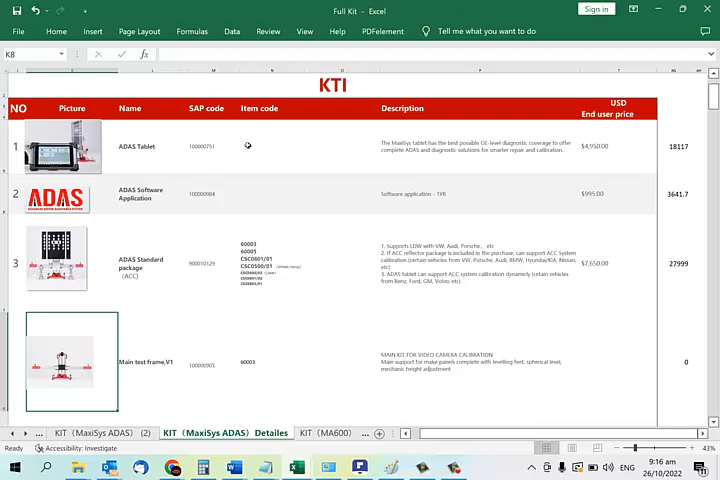 Full Kit - Excel
Sign in
File Home Insert Page Layout Formulas Data Review View Help PDFelement Tell me what you want to do
K8
fx
KTI
NO Picture Name SAP code Item code Description USD
End user price
1 ADAS Tablet 100000751 The MaxiSys tablet has the best possible GE-level diagnostic coverage to offer
complete ADAS and diagnostic solutions for smarter repair and calibration. $4,950.00 18117
2 ADAS ADAS Software
Application 100000984 Software application - 1YR $995.00 3641.7
3 ADAS Standard
package
(ACC)
900010129
60003
60005
CSC0601/01
CSC0500/01 (Wheel clamp)
1. Supports LDW with VW, Audi, Porsche, etc
2. If ACC reflector package is included in the purchase, can support ACC System
calibration (certain vehicles from VW, Porsche, Audi, BMW, Hyundai/KIA, Nissan,
etc)
3. ADAS tablet can support ACC system calibration dynamely (certain vehicles
from Benz, Ford, GM, Volvo, etc)
$7,650.00 27999
Main test frame,V1 100000905 60003
MAIN KIT FOR VIDEO CAMERA CALIBRATION
Main support for make panels complete with levelling feet, spherical level,
mechanic height adjustment
0
... KIT（MaxiSys ADAS） (2) KIT（MaxiSys ADAS）Detailes KIT（MA600） ...
Ready Accessibility: Investigate 43%
ENG 9:16 am
26/10/2022